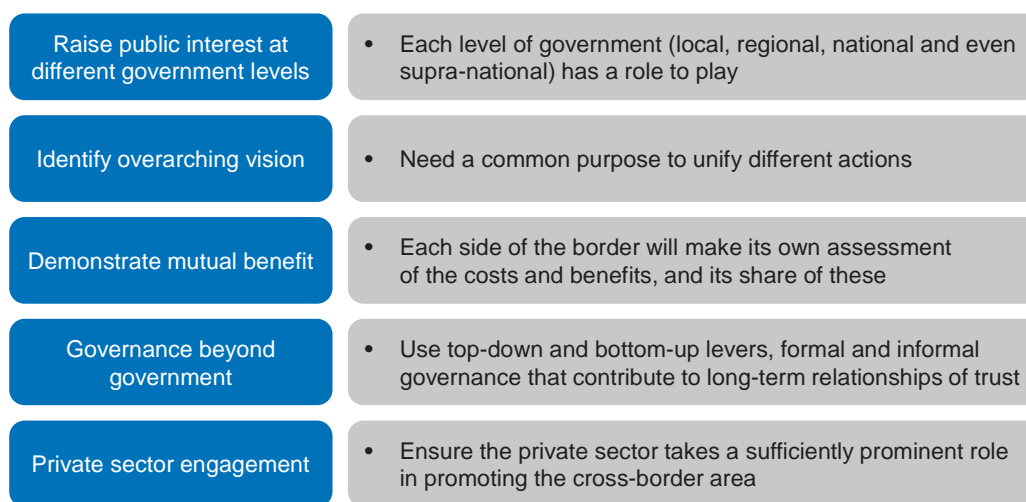 Raise public interest at
different government levels
• Each level of government (local, regional, national and even
supra-national) has a role to play
Identify overarching vision
• Need a common purpose to unify different actions
Demonstrate mutual benefit
• Each side of the border will make its own assessment
of the costs and benefits, and its share of these
Governance beyond
government
• Use top-down and bottom-up levers, formal and informal
governance that contribute to long-term relationships of trust
Private sector engagement
• Ensure the private sector takes a sufficiently prominent role
in promoting the cross-border area